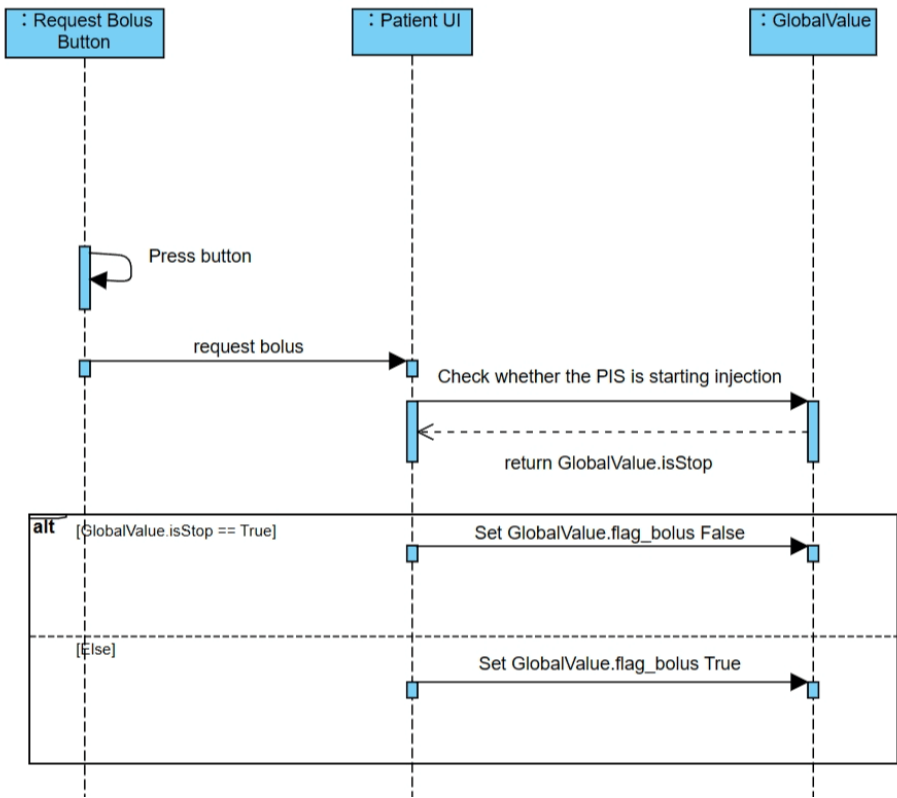 : Request Bolus
Button
: Patient UI
: GlobalValue
Press button
request bolus
Check whether the PIS is starting injection
return GlobalValue.isStop
alt
[GlobalValue.isStop == True]
Set GlobalValue.flag_bolus False
[Else]
Set GlobalValue.flag_bolus True